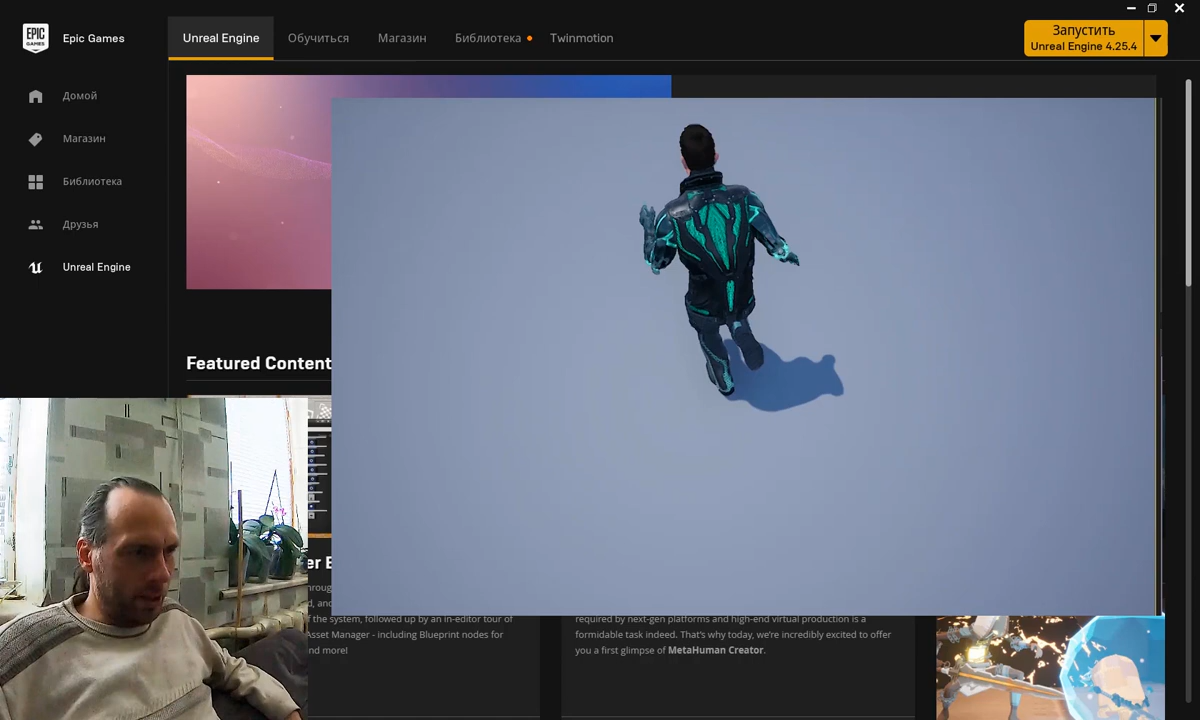 EPIC
GAMES
Epic Games
Unreal Engine
Обучиться
Магазин
Библиотека
Twinmotion
Запустить
Unreal Engine 4.25.4
Домой
Магазин
Библиотека
Друзья
Unreal Engine
Featured Content
f the system, followed up by an in-editor tour of
Asset Manager - including Blueprint nodes for
nd more!
required by next-gen platforms and high-end virtual production is a
formidable task indeed. That's why today, we're incredibly excited to offer
you a first glimpse of MetaHuman Creator.